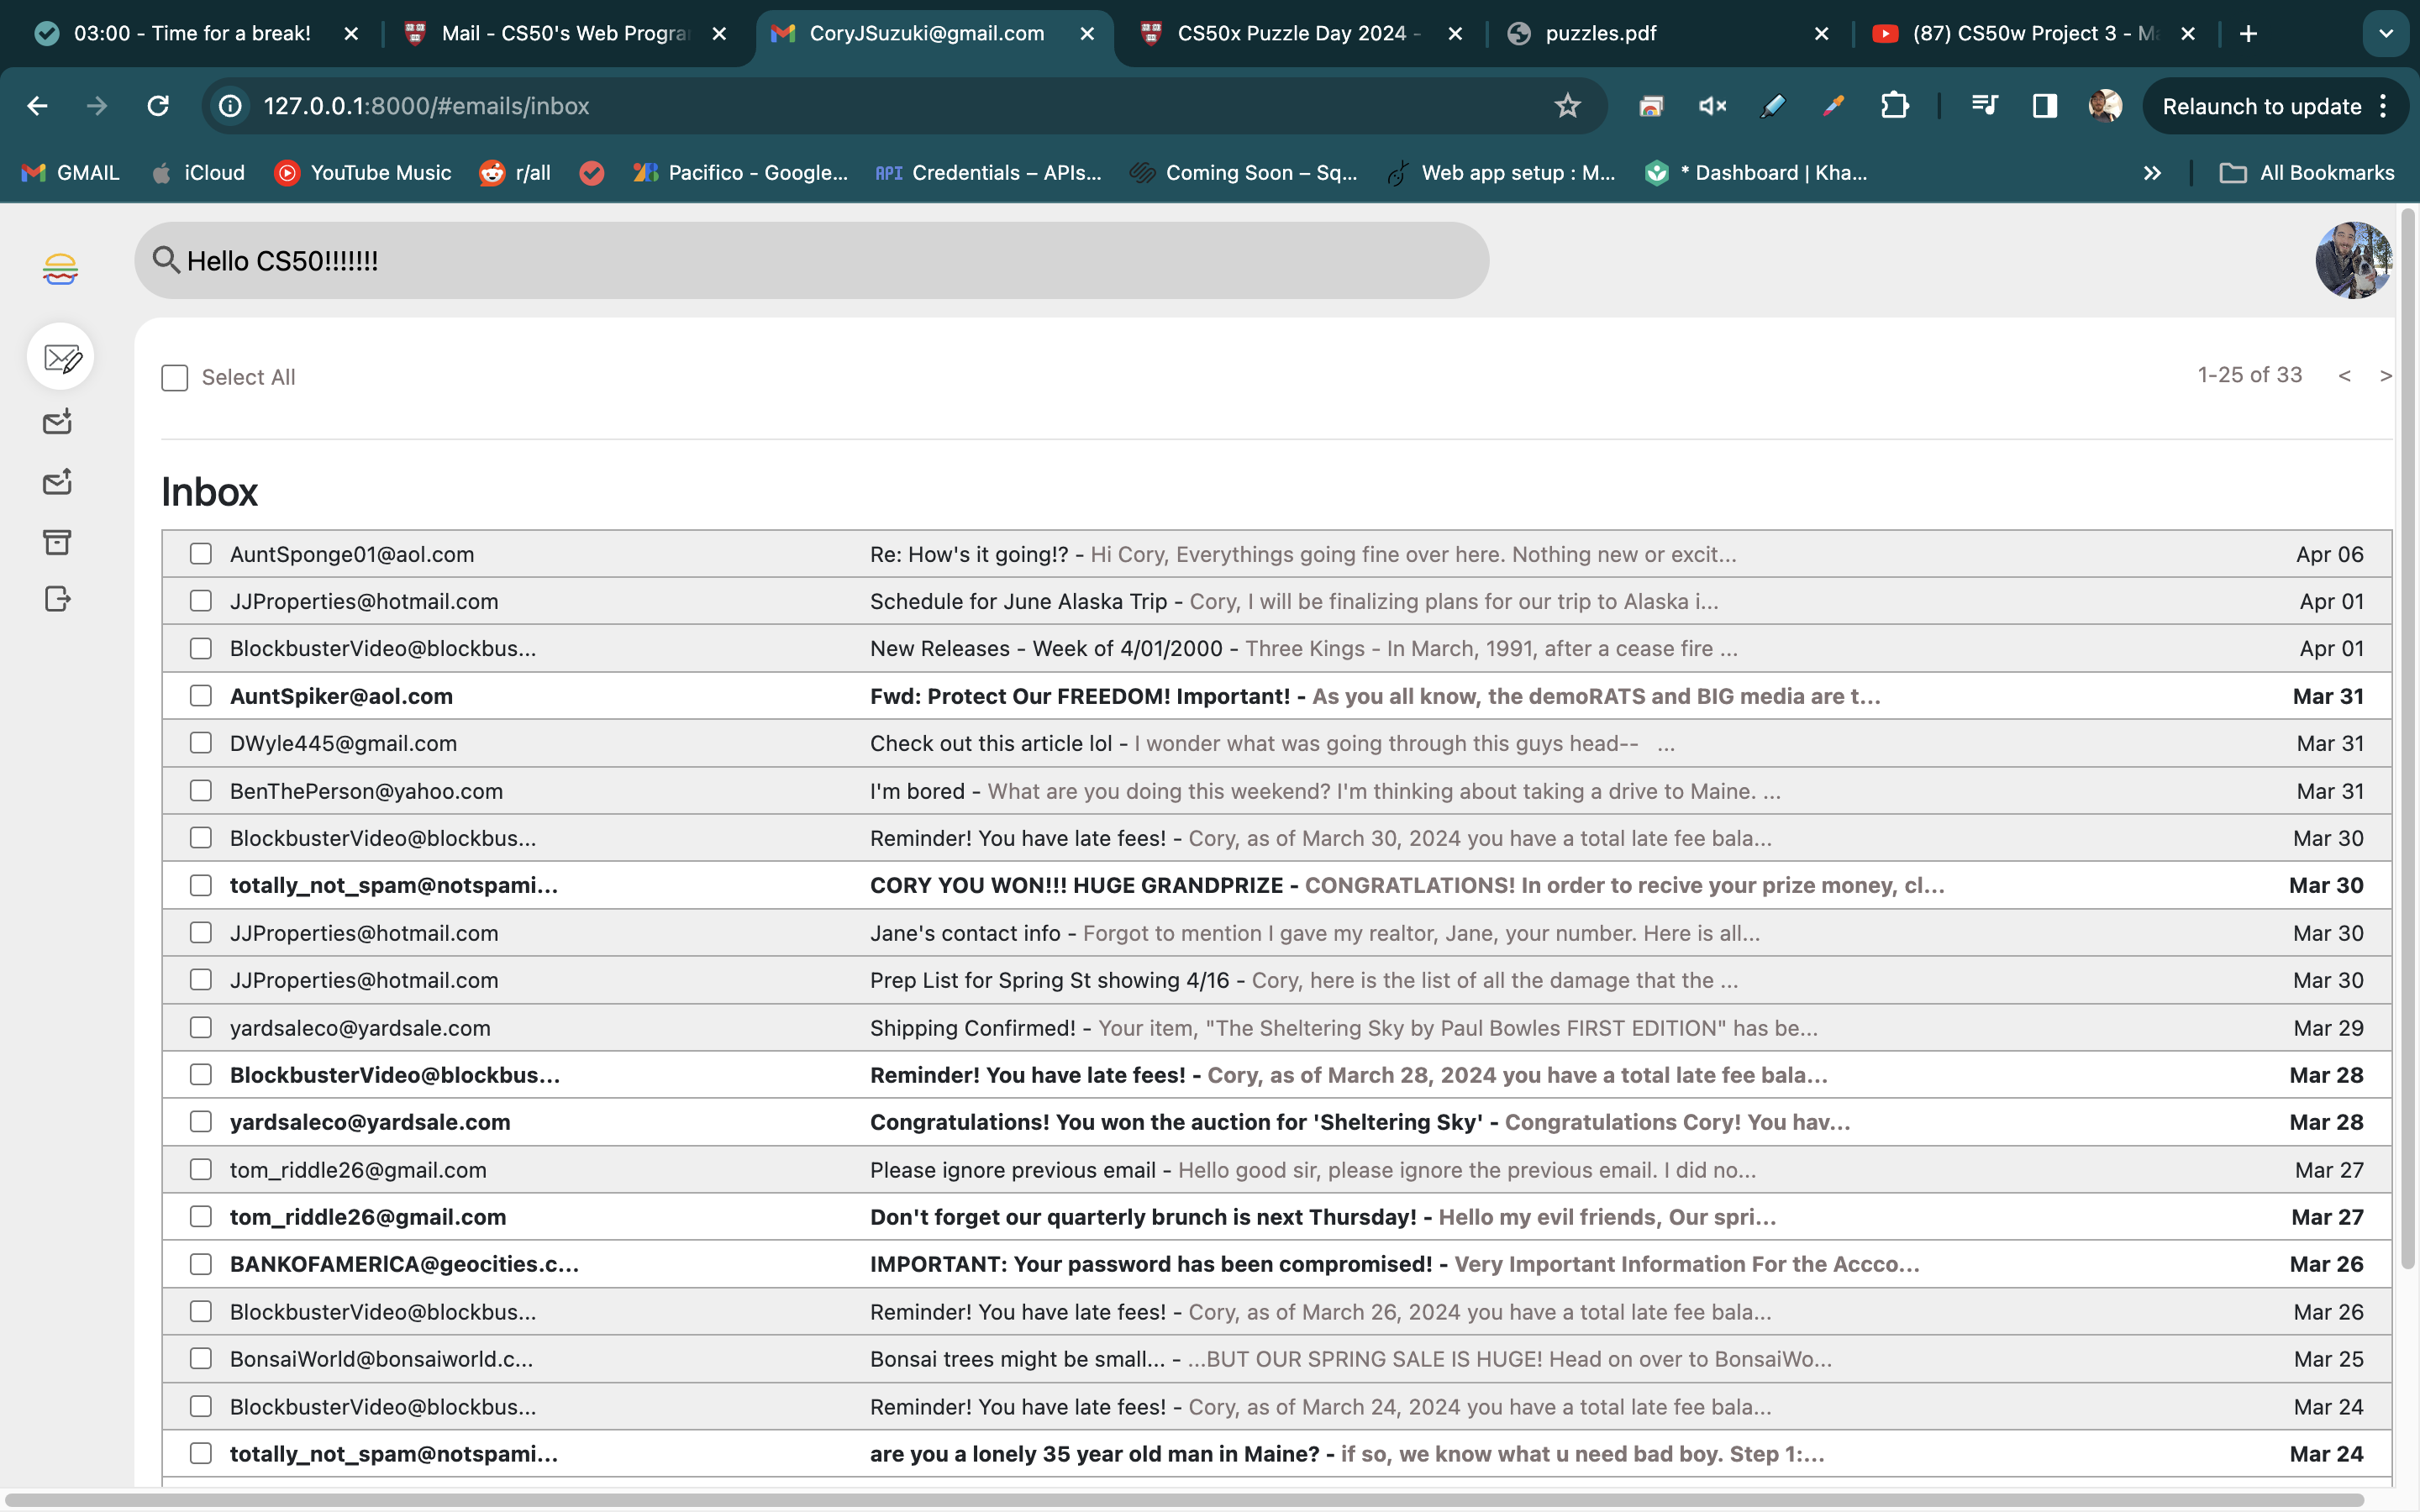 03:00 - Time for a break!
Mail - CS50's Web Progra
CoryJSuzuki@gmail.com
CS50x Puzzle Day 2024 -
puzzles.pdf
(87) CS50w Project 3 - Ma
127.0.0.1:8000/#emails/inbox
Relaunch to update
GMAIL
iCloud
YouTube Music
r/all
Pacifico - Google...
API Credentials – APIs...
Coming Soon – Sq...
Web app setup : M...
* Dashboard | Kha...
All Bookmarks
Hello CS50!!!!!!!
Select All
1-25 of 33 < >
Inbox
AuntSponge01@aol.com Re: How's it going!? - Hi Cory, Everythings going fine over here. Nothing new or excit... Apr 06
JJProperties@hotmail.com Schedule for June Alaska Trip - Cory, I will be finalizing plans for our trip to Alaska i... Apr 01
BlockbusterVideo@blockbus... New Releases - Week of 4/01/2000 - Three Kings - In March, 1991, after a cease fire ... Apr 01
AuntSpiker@aol.com Fwd: Protect Our FREEDOM! Important! - As you all know, the demoRATS and BIG media are t... Mar 31
DWyle445@gmail.com Check out this article lol - I wonder what was going through this guys head-- ... Mar 31
BenThePerson@yahoo.com I'm bored - What are you doing this weekend? I'm thinking about taking a drive to Maine. ... Mar 31
BlockbusterVideo@blockbus... Reminder! You have late fees! - Cory, as of March 30, 2024 you have a total late fee bala... Mar 30
totally_not_spam@notspami... CORY YOU WON!!! HUGE GRANDPRIZE - CONGRATLATIONS! In order to recive your prize money, cl... Mar 30
JJProperties@hotmail.com Jane's contact info - Forgot to mention I gave my realtor, Jane, your number. Here is all... Mar 30
JJProperties@hotmail.com Prep List for Spring St showing 4/16 - Cory, here is the list of all the damage that the ... Mar 30
yardsaleco@yardsale.com Shipping Confirmed! - Your item, "The Sheltering Sky by Paul Bowles FIRST EDITION" has be... Mar 29
BlockbusterVideo@blockbus... Reminder! You have late fees! - Cory, as of March 28, 2024 you have a total late fee bala... Mar 28
yardsaleco@yardsale.com Congratulations! You won the auction for 'Sheltering Sky' - Congratulations Cory! You hav... Mar 28
tom_riddle26@gmail.com Please ignore previous email - Hello good sir, please ignore the previous email. I did no... Mar 27
tom_riddle26@gmail.com Don't forget our quarterly brunch is next Thursday! - Hello my evil friends, Our spri... Mar 27
BANKOFAMERlCA@geocities.c... IMPORTANT: Your password has been compromised! - Very Important Information For the Accco... Mar 26
BlockbusterVideo@blockbus... Reminder! You have late fees! - Cory, as of March 26, 2024 you have a total late fee bala... Mar 26
BonsaiWorld@bonsaiworld.c... Bonsai trees might be small... - ...BUT OUR SPRING SALE IS HUGE! Head on over to BonsaiWo... Mar 25
BlockbusterVideo@blockbus... Reminder! You have late fees! - Cory, as of March 24, 2024 you have a total late fee bala... Mar 24
totally_not_spam@notspami... are you a lonely 35 year old man in Maine? - if so, we know what u need bad boy. Step 1:... Mar 24